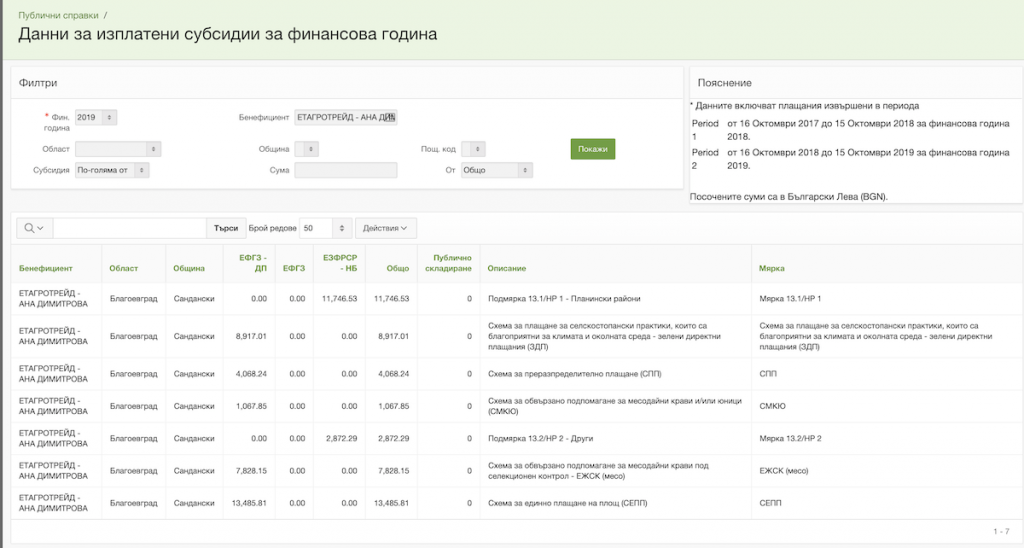 Публични справки /
Данни за изплатени субсидии за финансова година
Филтри
* Фин. година 2019
Бенефициент ЕТАГРОТРЕЙД - АНА ДИМ
Област
Община
Пощ. код
Покажи
Субсидия По-голяма от
Сума
От Общо
Пояснение
* Данните включват плащания извършени в периода
Period 1 от 16 Октомври 2017 до 15 Октомври 2018 за финансова година 2018.
Period 2 от 16 Октомври 2018 до 15 Октомври 2019 за финансова година 2019.
Посочените суми са в Български Лева (BGN).
Търси Брой редове 50 Действия
Бенефициент Област Община ЕФГЗ - ДП ЕФГЗ ЕЗФРСР - НБ Общо Публично складиране Описание Мярка
ЕТАГРОТРЕЙД - АНА ДИМИТРОВА Благоевград Сандански 0.00 0.00 11,746.53 11,746.53 0 Подмярка 13.1/НР 1 - Планински райони Мярка 13.1/НР 1
ЕТАГРОТРЕЙД - АНА ДИМИТРОВА Благоевград Сандански 8,917.01 0.00 0.00 8,917.01 0 Схема за плащане за селскостопански практики, които са благоприятни за климата и околната среда - зелени директни плащания (ЗДП) Схема за плащане за селскостопански практики, които са благоприятни за климата и околната среда - зелени директни плащания (ЗДП)
ЕТАГРОТРЕЙД - АНА ДИМИТРОВА Благоевград Сандански 4,068.24 0.00 0.00 4,068.24 0 Схема за преразпределително плащане (СПП) СПП
ЕТАГРОТРЕЙД - АНА ДИМИТРОВА Благоевград Сандански 1,067.85 0.00 0.00 1,067.85 0 Схема за обвързано подпомагане за месодайни крави и/или юници (СМКЮ) СМКЮ
ЕТАГРОТРЕЙД - АНА ДИМИТРОВА Благоевград Сандански 0.00 0.00 2,872.29 2,872.29 0 Подмярка 13.2/НР 2 - Други Мярка 13.2/НР 2
ЕТАГРОТРЕЙД - АНА ДИМИТРОВА Благоевград Сандански 7,828.15 0.00 0.00 7,828.15 0 Схема за обвързано подпомагане за месодайни крави под селекционен контрол - ЕЖСК (месо) ЕЖСК (месо)
ЕТАГРОТРЕЙД - АНА ДИМИТРОВА Благоевград Сандански 13,485.81 0.00 0.00 13,485.81 0 Схема за единно плащане на площ (СЕПП) СЕПП
1 - 7